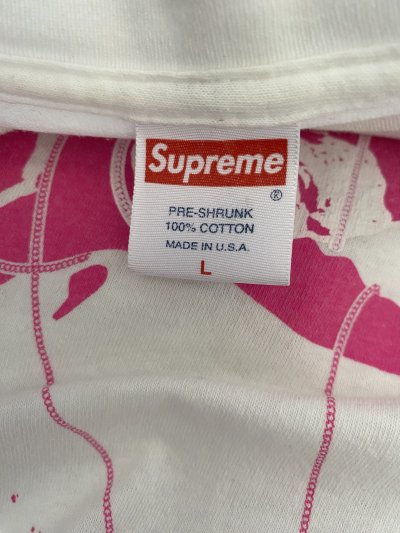 Supreme
®
PRE-SHRUNK
100% COTTON
MADE IN U.S.A.
L